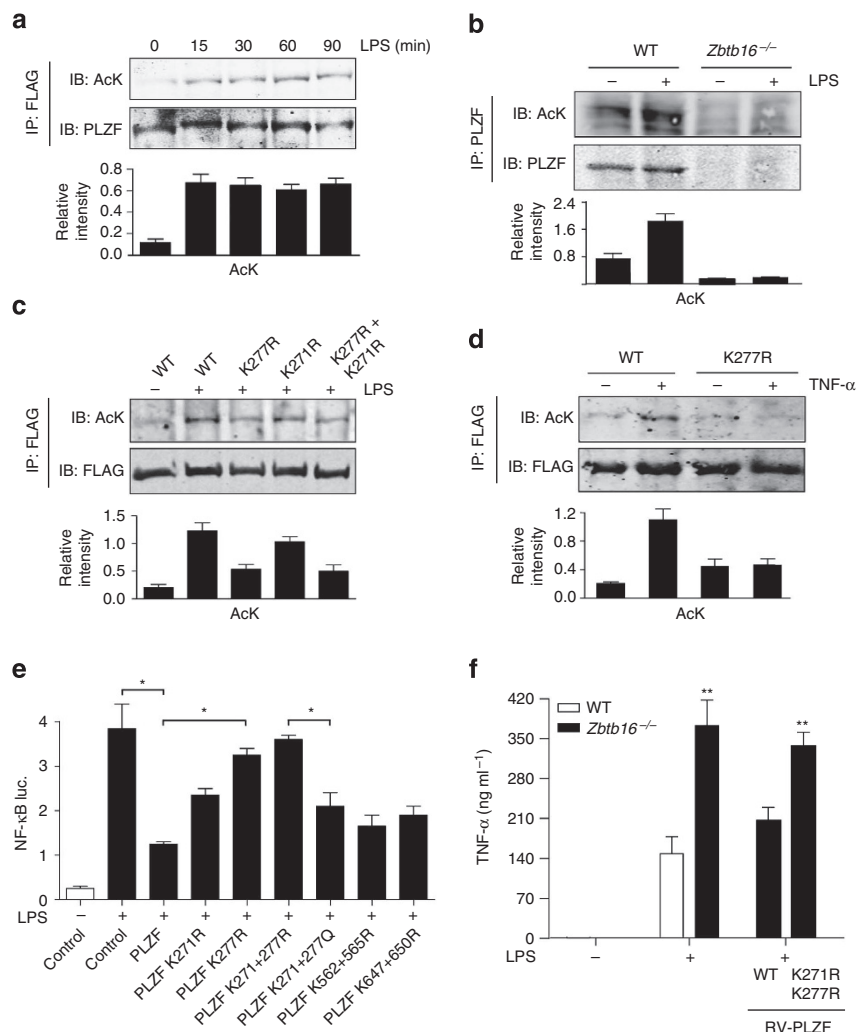 a
0 15 30 60 90 LPS (min)
IP: FLAG
IB: AcK
IB: PLZF
Relative intensity
0.8
0.6
0.4
0.2
0.0
AcK
b
WT Zbtb16−/−
− + − + LPS
IP: PLZF
IB: AcK
IB: PLZF
Relative intensity
2.4
1.6
0.8
AcK
c
WT WT K277R K271R K277R + K271R
− + + + + LPS
IP: FLAG
IB: AcK
IB: FLAG
Relative intensity
1.5
1.0
0.5
0.0
AcK
d
WT K277R
− + − + TNF-α
IP: FLAG
IB: AcK
IB: FLAG
Relative intensity
1.2
0.8
0.4
0.0
AcK
e
* * *
NF-κB luc.
4
3
2
1
0
LPS − + + + + + + + +
Control
Control
PLZF
PLZF K271R
PLZF K277R
PLZF K271+277R
PLZF K271+277Q
PLZF K562+565R
PLZF K647+650R
f
WT
Zbtb16−/−
** **
TNF-α (ng ml−1)
420
350
280
210
140
70
0
LPS − + +
WT K271R
K277R
RV-PLZF